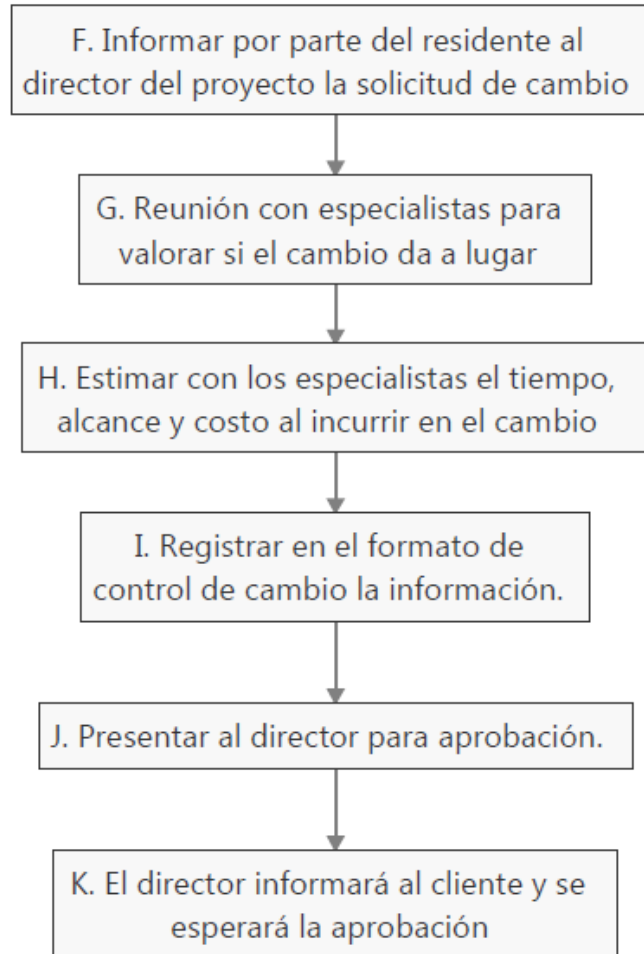 F. Informar por parte del residente al
director del proyecto la solicitud de cambio
G. Reunión con especialistas para
valorar si el cambio da a lugar
H. Estimar con los especialistas el tiempo,
alcance y costo al incurrir en el cambio
I. Registrar en el formato de
control de cambio la información.
J. Presentar al director para aprobación.
K. El director informará al cliente y se
esperará la aprobación